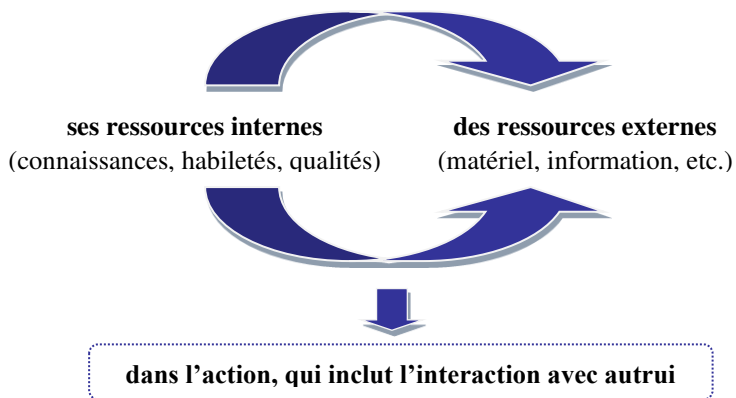 ses ressources internes
(connaissances, habiletés, qualités)
des ressources externes
(matériel, information, etc.)
dans l’action, qui inclut l’interaction avec autrui